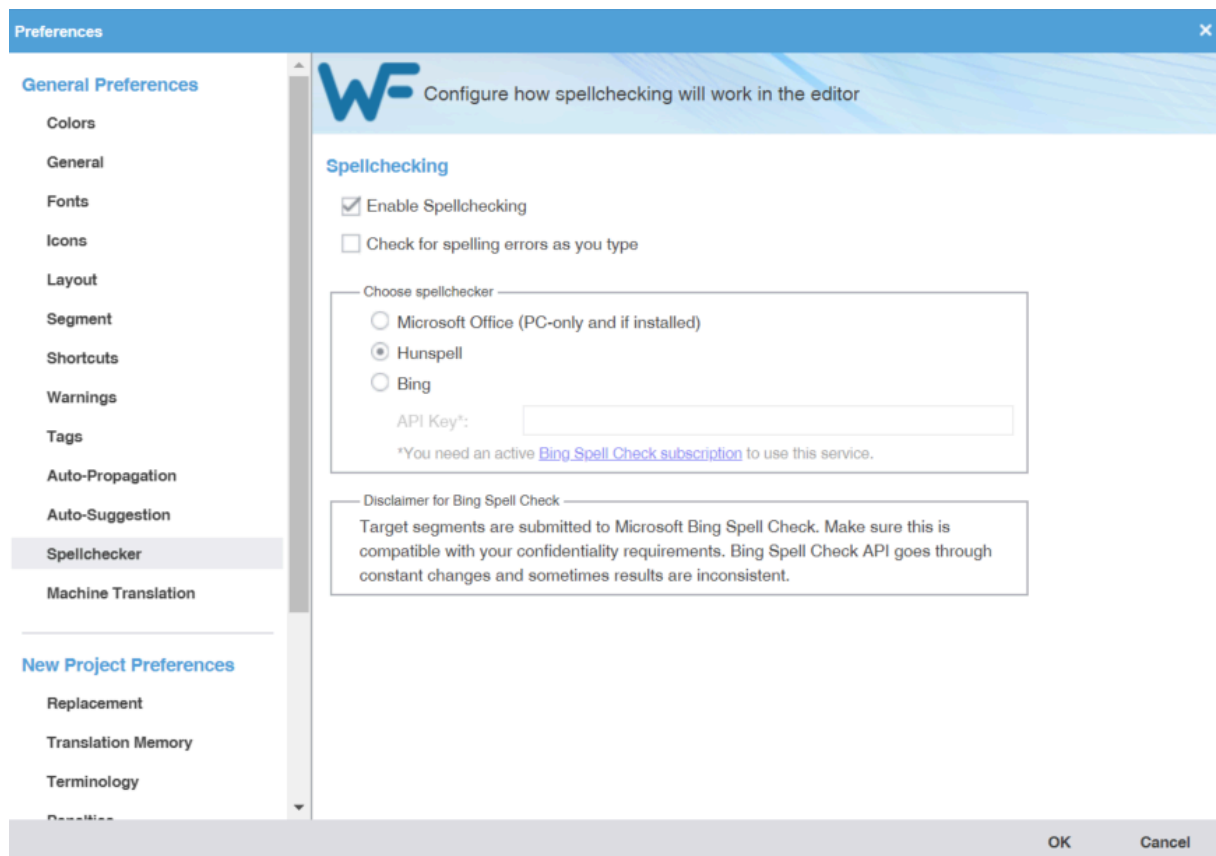 Preferences
General Preferences
Colors
General
Fonts
Icons
Layout
Segment
Shortcuts
Warnings
Tags
Auto-Propagation
Auto-Suggestion
Spellchecker
Machine Translation
New Project Preferences
Replacement
Translation Memory
Terminology
Penalties
WF
Configure how spellchecking will work in the editor
Spellchecking
Enable Spellchecking
Check for spelling errors as you type
Choose spellchecker
Microsoft Office (PC-only and if installed)
Hunspell
Bing
API Key*:
*You need an active Bing Spell Check subscription to use this service.
Disclaimer for Bing Spell Check
Target segments are submitted to Microsoft Bing Spell Check. Make sure this is
compatible with your confidentiality requirements. Bing Spell Check API goes through
constant changes and sometimes results are inconsistent.
OK
Cancel